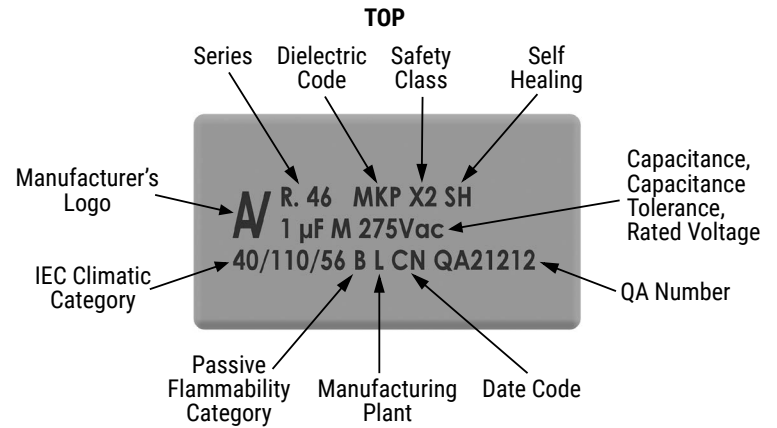 TOP
Series
Dielectric
Code
Safety
Class
Self
Healing
Manufacturer's
Logo
R. 46 MKP X2 SH
1 µF M 275Vac
40/110/56 B L CN QA21212
Capacitance,
Capacitance
Tolerance,
Rated Voltage
IEC Climatic
Category
QA Number
Passive
Flammability
Category
Manufacturing
Plant
Date Code